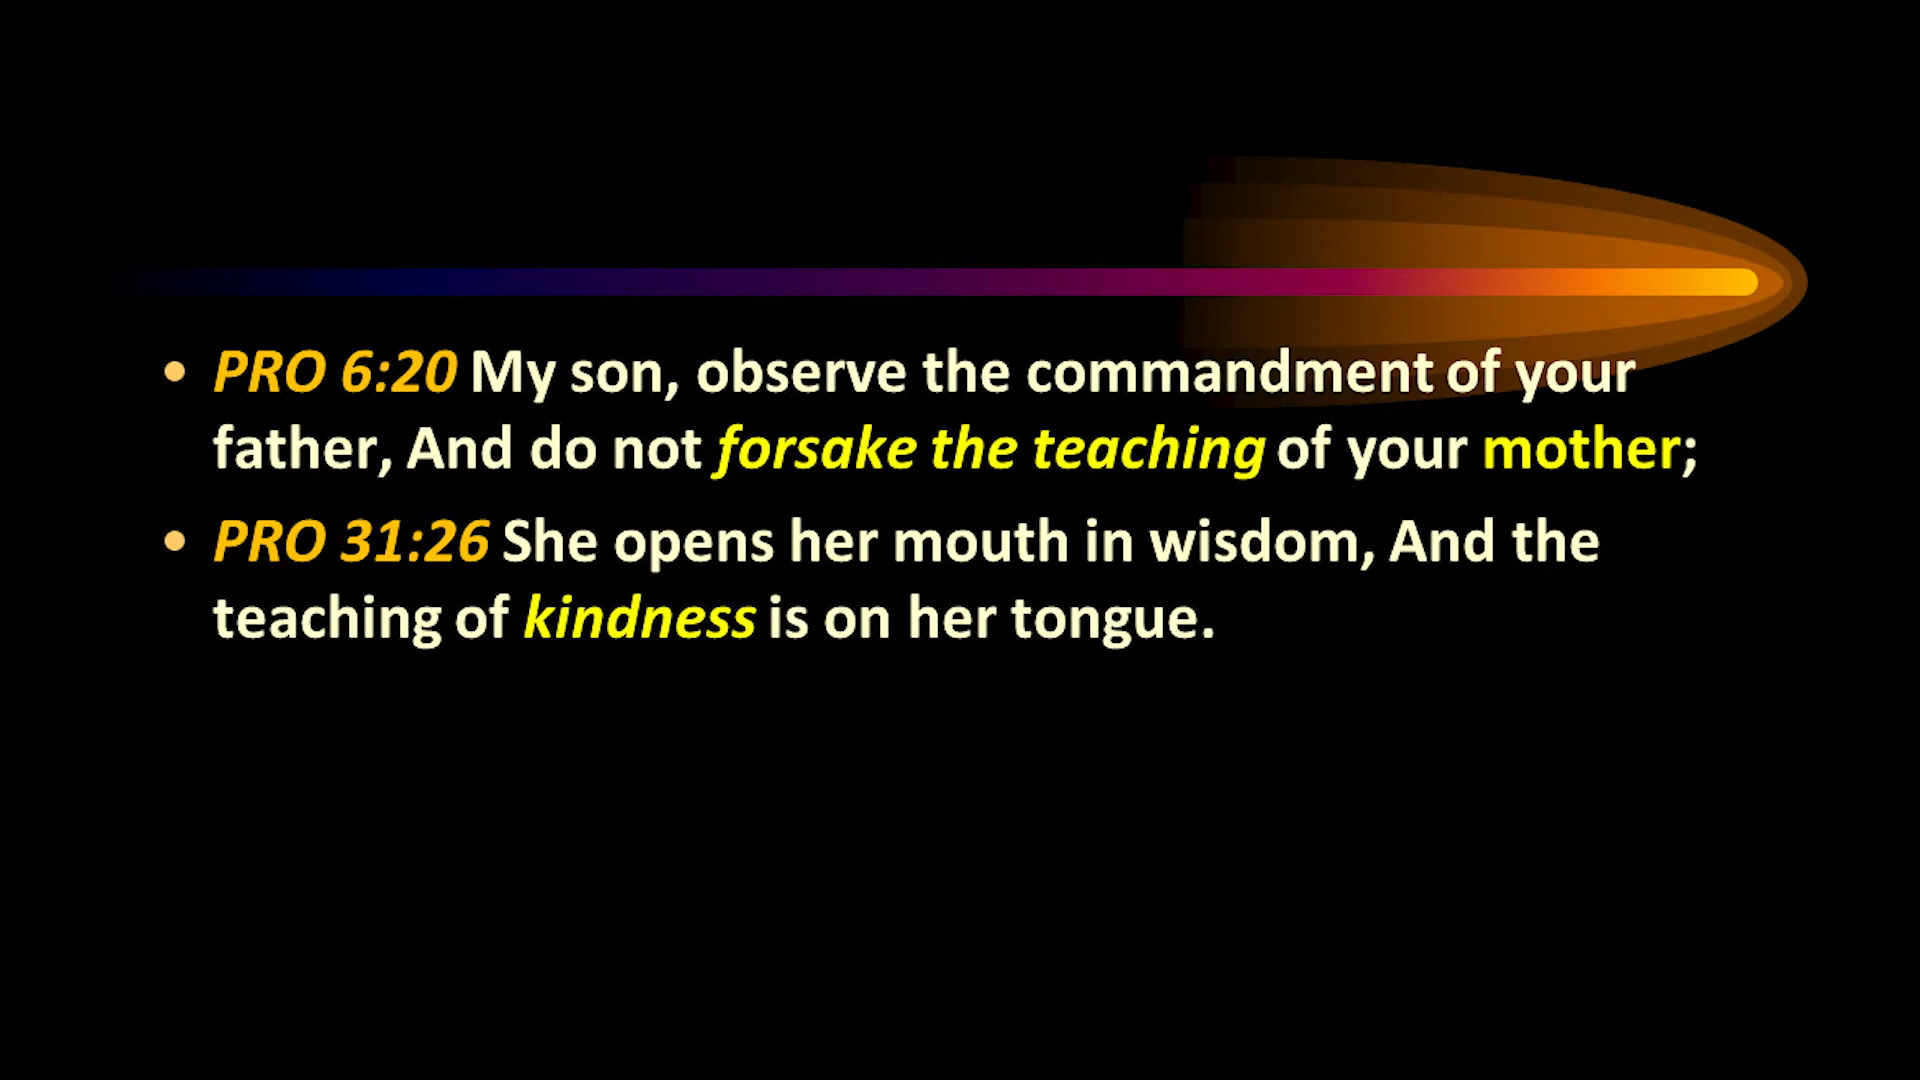 • PRO 6:20 My son, observe the commandment of your
father, And do not forsake the teaching of your mother;
• PRO 31:26 She opens her mouth in wisdom, And the
teaching of kindness is on her tongue.